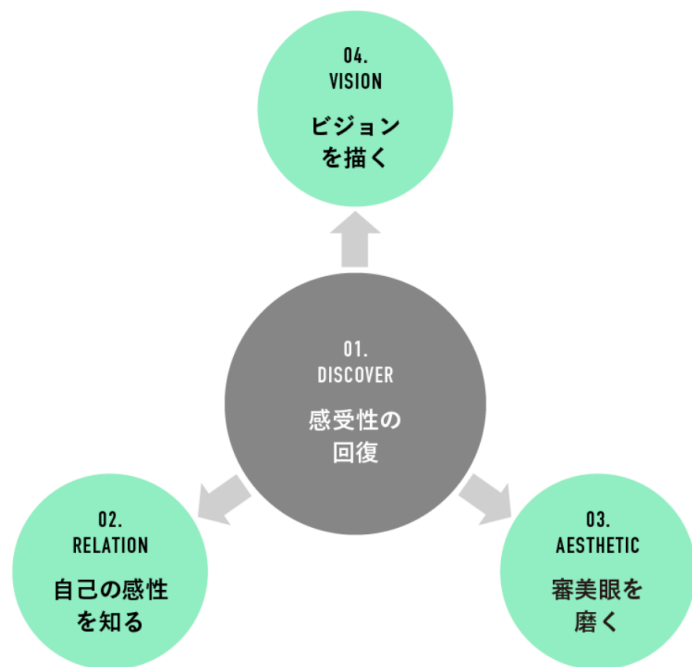 04.
VISION
ビジョン
を描く
01.
DISCOVER
感受性の
回復
02.
RELATION
自己の感性
を知る
03.
AESTHETIC
審美眼を
磨く